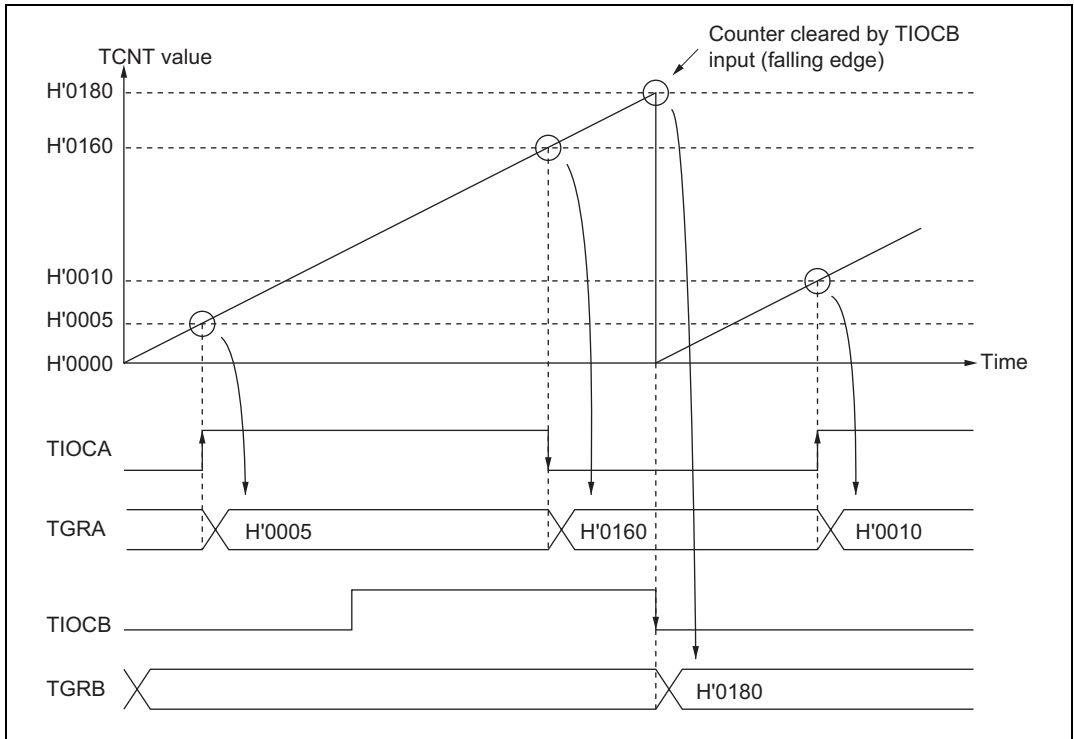 Counter cleared by TIOCB
input (falling edge)
TCNT value
H'0180
H'0160
H'0010
H'0005
H'0000
Time
TIOCA
TGRA
H'0005
H'0160
H'0010
TIOCB
TGRB
H'0180